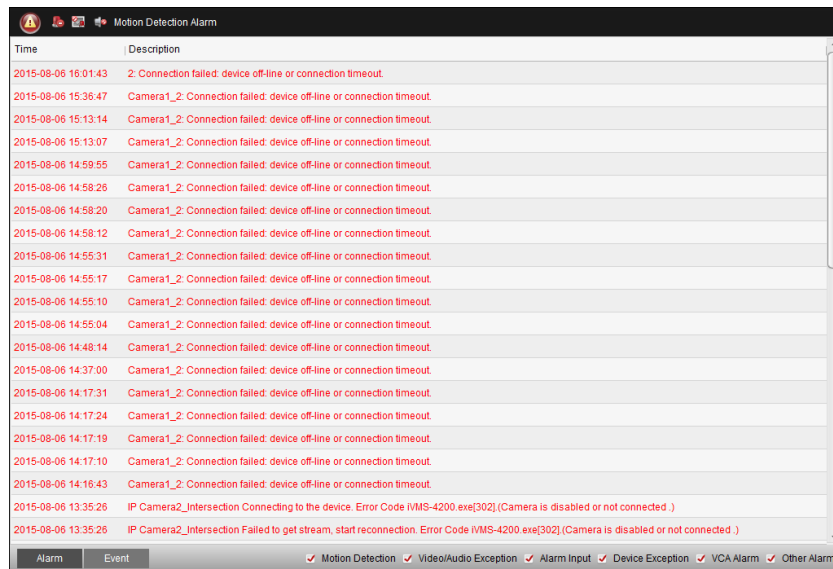 Motion Detection Alarm
Time Description
2015-08-06 16:01:43 2: Connection failed: device off-line or connection timeout.
2015-08-06 15:36:47 Camera1_2: Connection failed: device off-line or connection timeout.
2015-08-06 15:13:14 Camera1_2: Connection failed: device off-line or connection timeout.
2015-08-06 15:13:07 Camera1_2: Connection failed: device off-line or connection timeout.
2015-08-06 14:59:55 Camera1_2: Connection failed: device off-line or connection timeout.
2015-08-06 14:58:26 Camera1_2: Connection failed: device off-line or connection timeout.
2015-08-06 14:58:20 Camera1_2: Connection failed: device off-line or connection timeout.
2015-08-06 14:58:12 Camera1_2: Connection failed: device off-line or connection timeout.
2015-08-06 14:55:31 Camera1_2: Connection failed: device off-line or connection timeout.
2015-08-06 14:55:17 Camera1_2: Connection failed: device off-line or connection timeout.
2015-08-06 14:55:10 Camera1_2: Connection failed: device off-line or connection timeout.
2015-08-06 14:55:04 Camera1_2: Connection failed: device off-line or connection timeout.
2015-08-06 14:48:14 Camera1_2: Connection failed: device off-line or connection timeout.
2015-08-06 14:37:00 Camera1_2: Connection failed: device off-line or connection timeout.
2015-08-06 14:17:31 Camera1_2: Connection failed: device off-line or connection timeout.
2015-08-06 14:17:24 Camera1_2: Connection failed: device off-line or connection timeout.
2015-08-06 14:17:19 Camera1_2: Connection failed: device off-line or connection timeout.
2015-08-06 14:17:10 Camera1_2: Connection failed: device off-line or connection timeout.
2015-08-06 14:16:43 Camera1_2: Connection failed: device off-line or connection timeout.
2015-08-06 13:35:26 IP Camera2_Intersection Connecting to the device. Error Code iVMS-4200.exe[302],(Camera is disabled or not connected .)
2015-08-06 13:35:26 IP Camera2_Intersection Failed to get stream, start reconnection. Error Code iVMS-4200.exe[302],(Camera is disabled or not connected .)
Alarm Event Motion Detection Video/Audio Exception Alarm Input Device Exception VCA Alarm Other Alarm